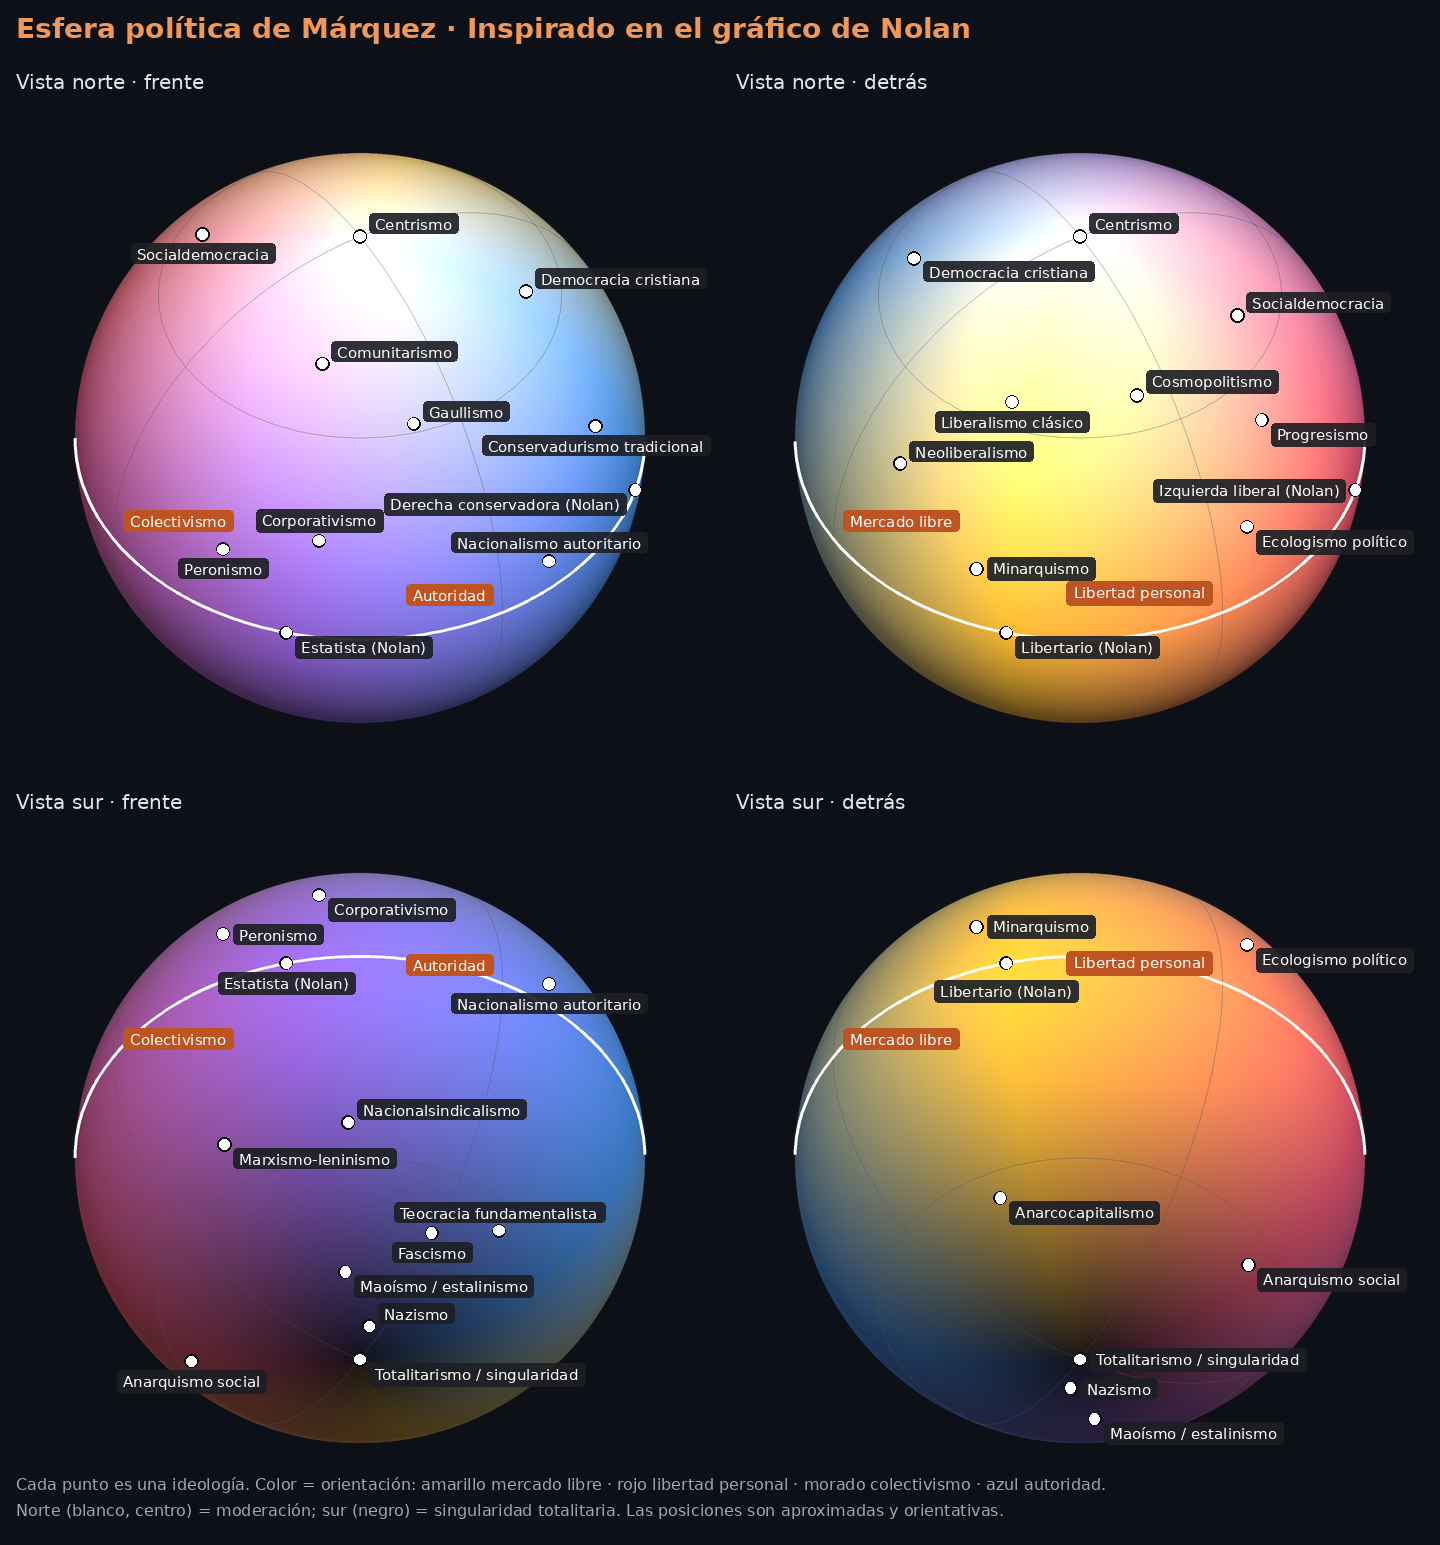 Esfera política de Márquez · Inspirado en el gráfico de Nolan
Vista norte · frente
Centrismo
Socialdemocracia
Democracia cristiana
Comunitarismo
Gaullismo
Conservadurismo tradicional
Derecha conservadora (Nolan)
Colectivismo
Corporativismo
Nacionalismo autoritario
Peronismo
Autoridad
Estatista (Nolan)
Vista norte · detrás
Centrismo
Democracia cristiana
Socialdemocracia
Cosmopolitismo
Liberalismo clásico
Progresismo
Neoliberalismo
Izquierda liberal (Nolan)
Mercado libre
Ecologismo político
Minarquismo
Libertad personal
Libertario (Nolan)
Vista sur · frente
Corporativismo
Peronismo
Autoridad
Estatista (Nolan)
Nacionalismo autoritario
Colectivismo
Nacionalsindicalismo
Marxismo-leninismo
Teocracia fundamentalista
Fascismo
Maoísmo / estalinismo
Nazismo
Totalitarismo / singularidad
Anarquismo social
Vista sur · detrás
Minarquismo
Ecologismo político
Libertad personal
Libertario (Nolan)
Mercado libre
Anarcocapitalismo
Anarquismo social
Totalitarismo / singularidad
Nazismo
Maoísmo / estalinismo
Cada punto es una ideología. Color = orientación: amarillo mercado libre · rojo libertad personal · morado colectivismo · azul autoridad.
Norte (blanco, centro) = moderación; sur (negro) = singularidad totalitaria. Las posiciones son aproximadas y orientativas.